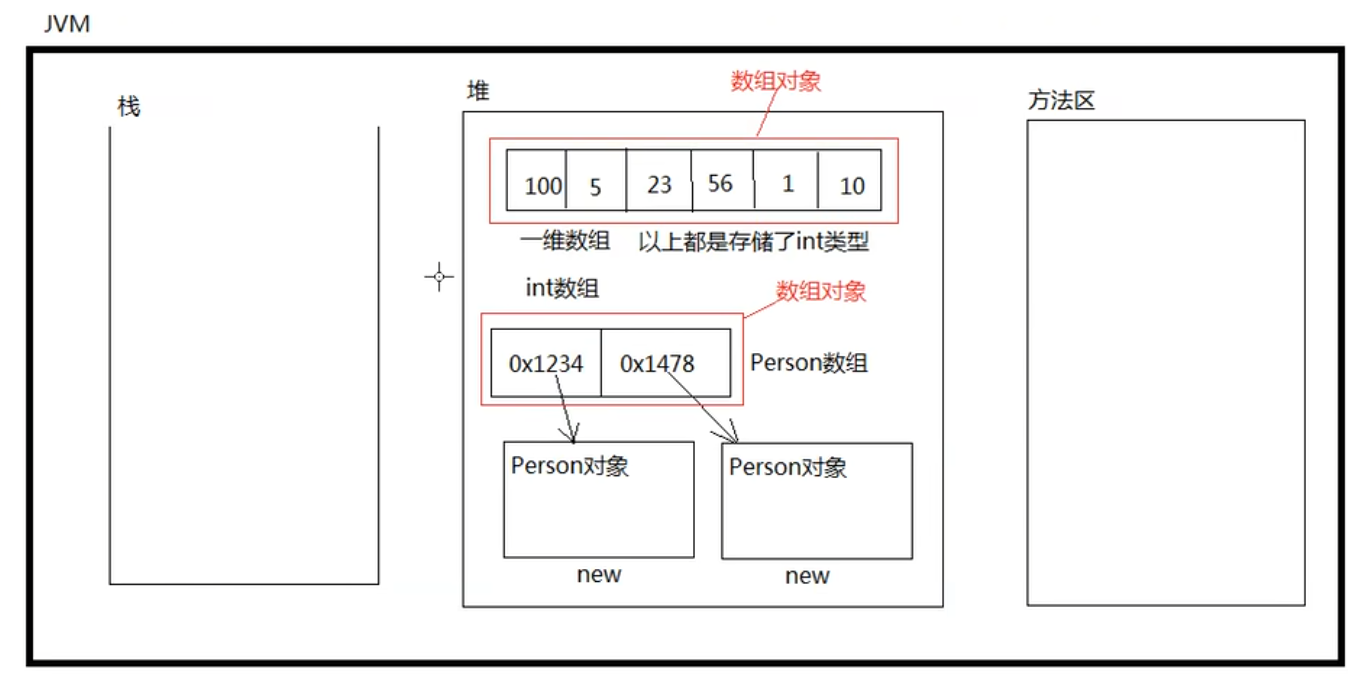 JVM
栈
堆
数组对象
方法区
100 5 23 56 1 10
一维数组 以上都是存储了int类型
int数组
数组对象
0x1234 0x1478 Person数组
Person对象 Person对象
new new